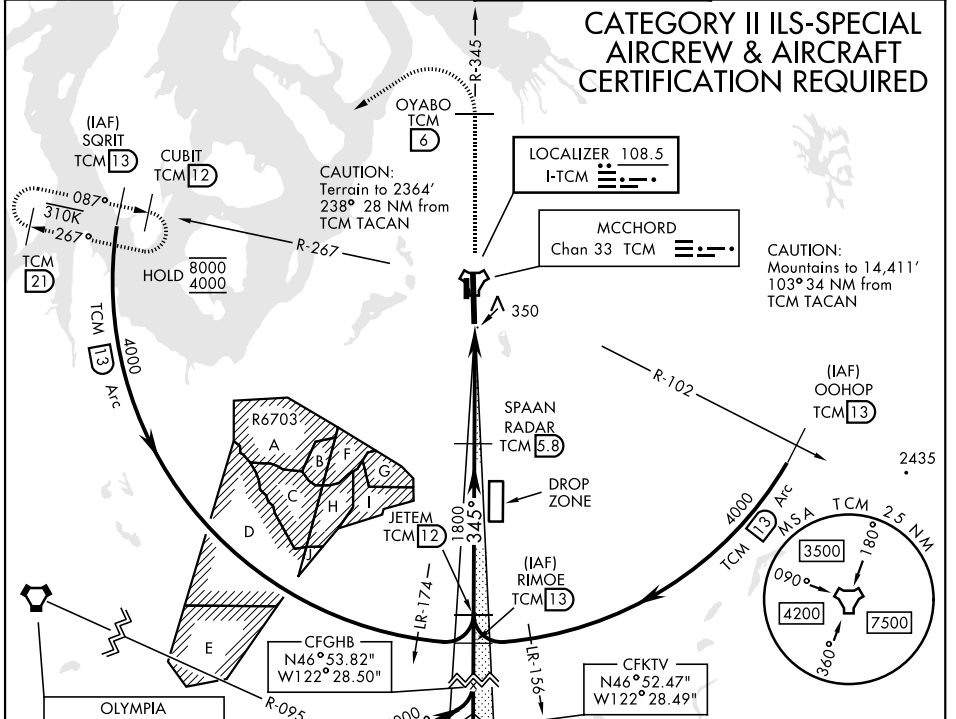 CATEGORY II ILS-SPECIAL
AIRCREW & AIRCRAFT
CERTIFICATION REQUIRED
R-345
OYABO
TCM
6
(IAF)
SQRIT
TCM 13
CUBIT
TCM 12
087°
310K
267°
TCM
21
HOLD 8000
4000
CAUTION:
Terrain to 2364'
238° 28 NM from
TCM TACAN
R-267
LOCALIZER 108.5
I-TCM
MCCHORD
Chan 33 TCM
CAUTION:
Mountains to 14,411'
103° 34 NM from
TCM TACAN
350
TCM 13 Arc
4000
R-102
(IAF)
OOHOP
TCM 13
2435
R6703
A
B
F
G
C
H
I
J
D
E
SPAAN
RADAR
TCM 5.8
DROP
ZONE
JETEM
TCM 12
1800
345°
(IAF)
RIMOE
TCM 13
4000
TCM 13 Arc
MSA TCM 25 NM
3500
180°
090°
4200
7500
360°
LR-174
LR-156
CFGHB
N46°53.82"
W122°28.50"
CFKTV
N46°52.47"
W122°28.49"
R-095
OLYMPIA